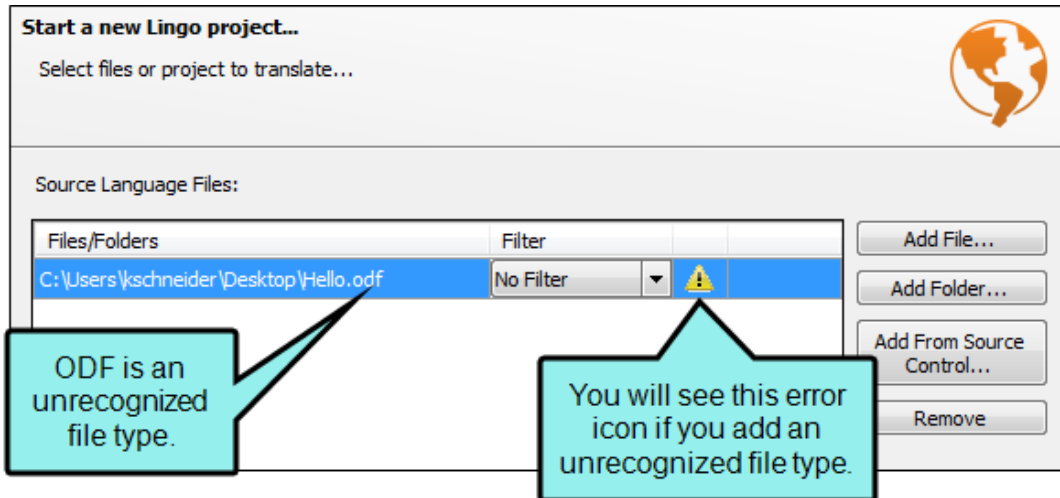 Start a new Lingo project...
Select files or project to translate...
Source Language Files:
Files/Folders Filter
C:\Users\kschneider\Desktop\Hello.odf No Filter
Add File...
Add Folder...
Add From Source
Control...
Remove
ODF is an
unrecognized
file type.
You will see this error
icon if you add an
unrecognized file type.